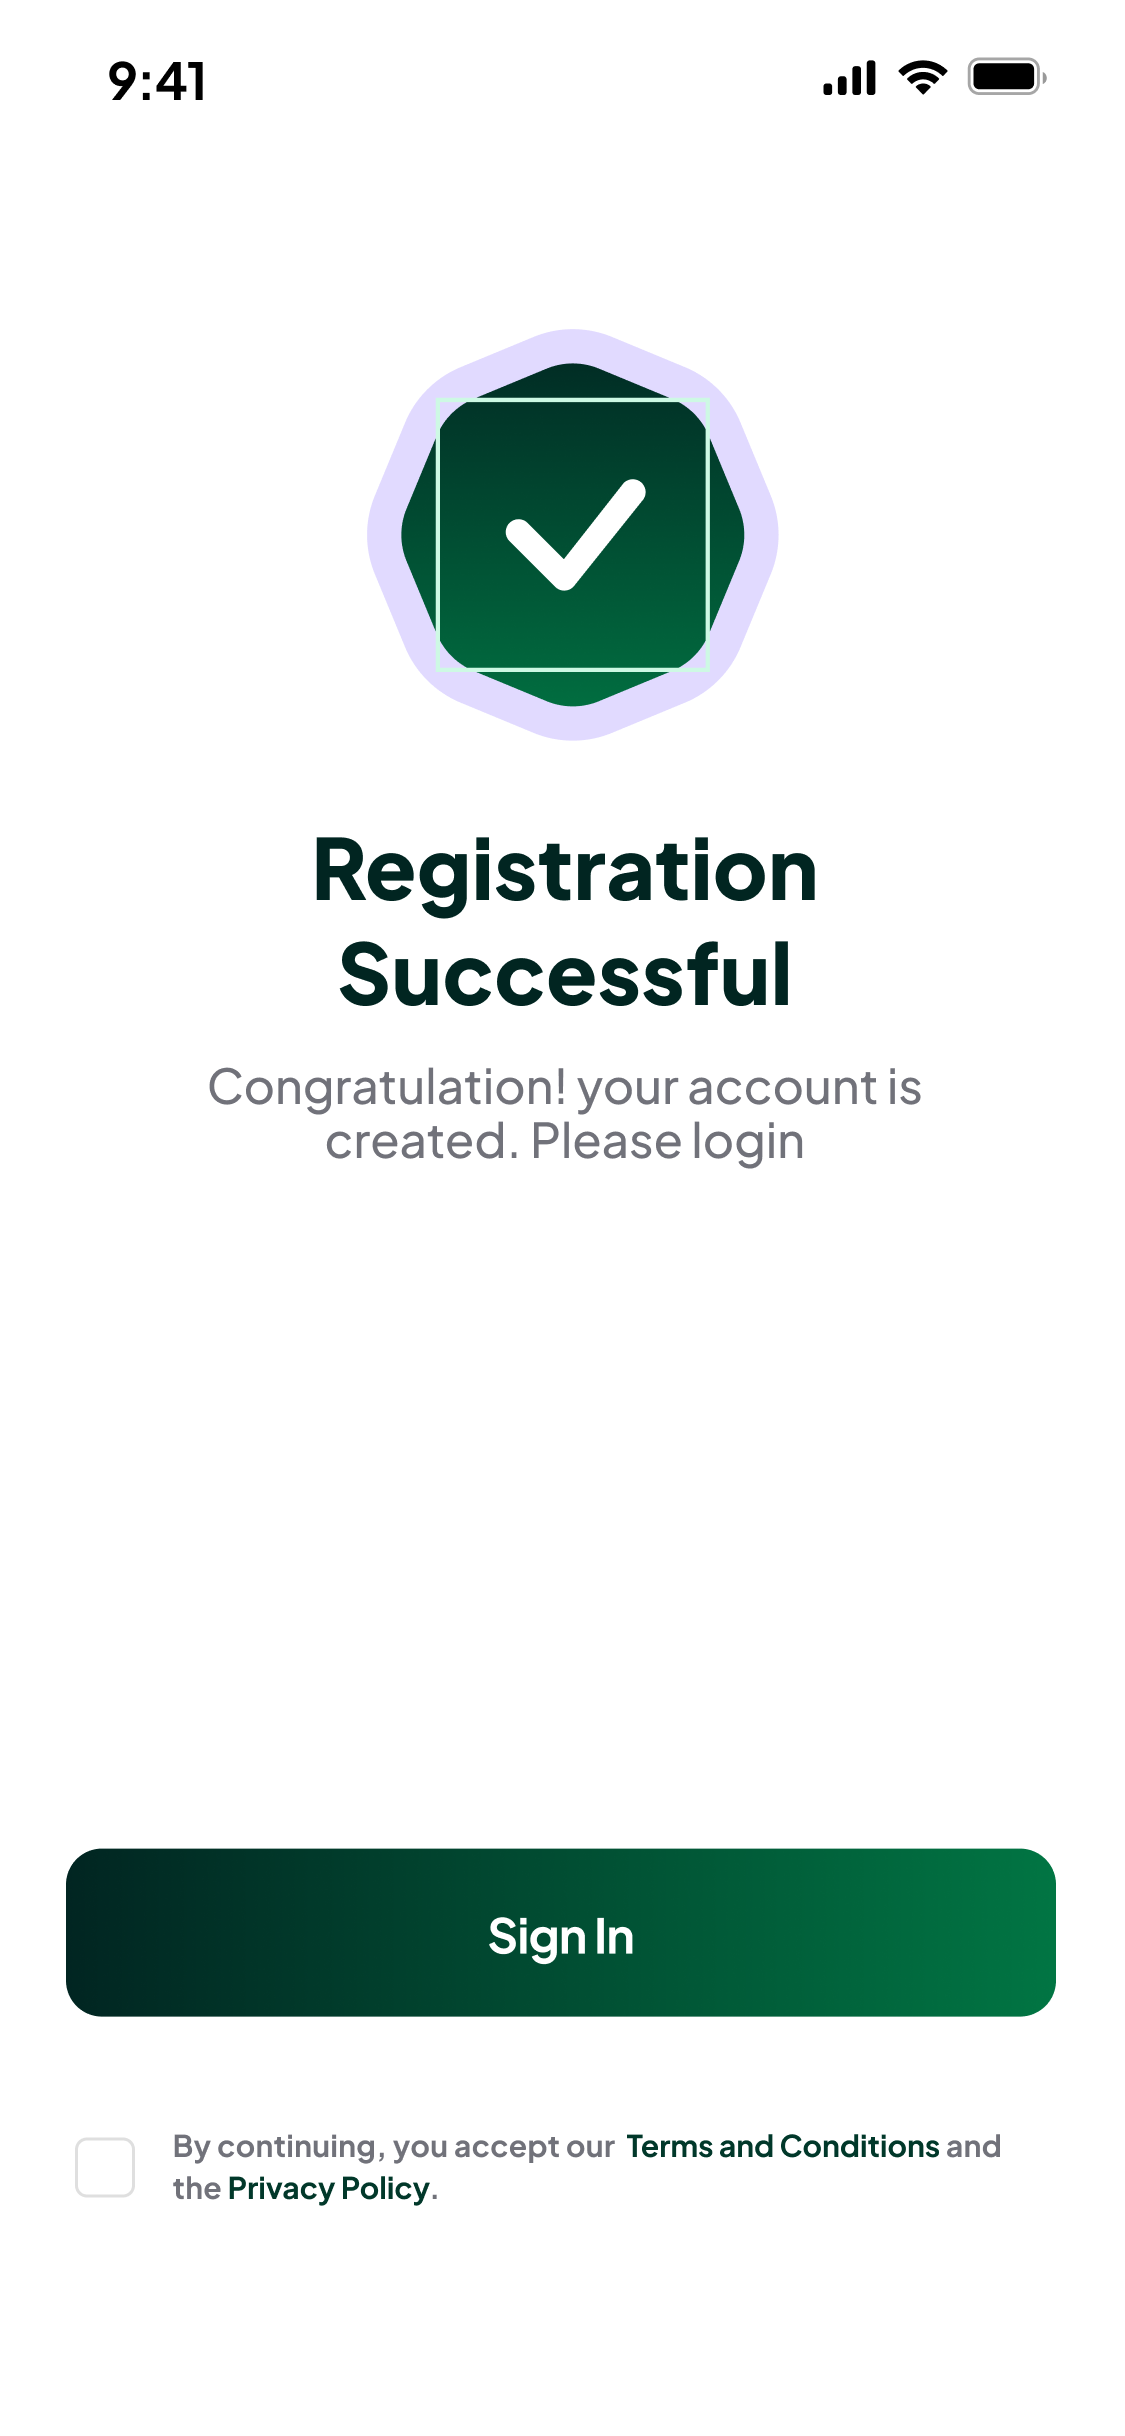 9:41
Registration
Successful
Congratulation! your account is
created. Please login
Sign In
By continuing, you accept our Terms and Conditions and
the Privacy Policy.